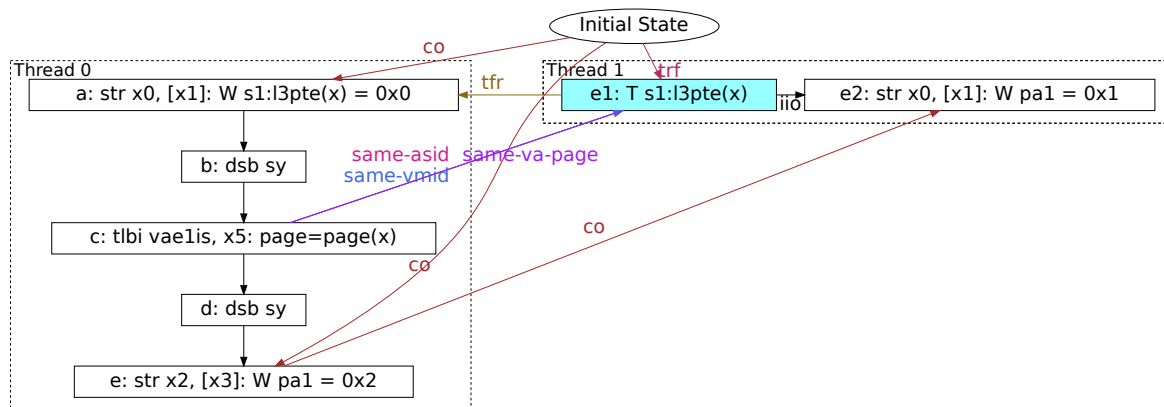 Initial State
co
Thread 0
Thread 1
trf
a: str x0, [x1]: W s1:l3pte(x) = 0x0
tfr
e1: T s1:l3pte(x)
iio
e2: str x0, [x1]: W pa1 = 0x1
b: dsb sy
same-asid
same-va-page
same-vmid
c: tlbi vae1is, x5: page=page(x)
co
co
d: dsb sy
e: str x2, [x3]: W pa1 = 0x2